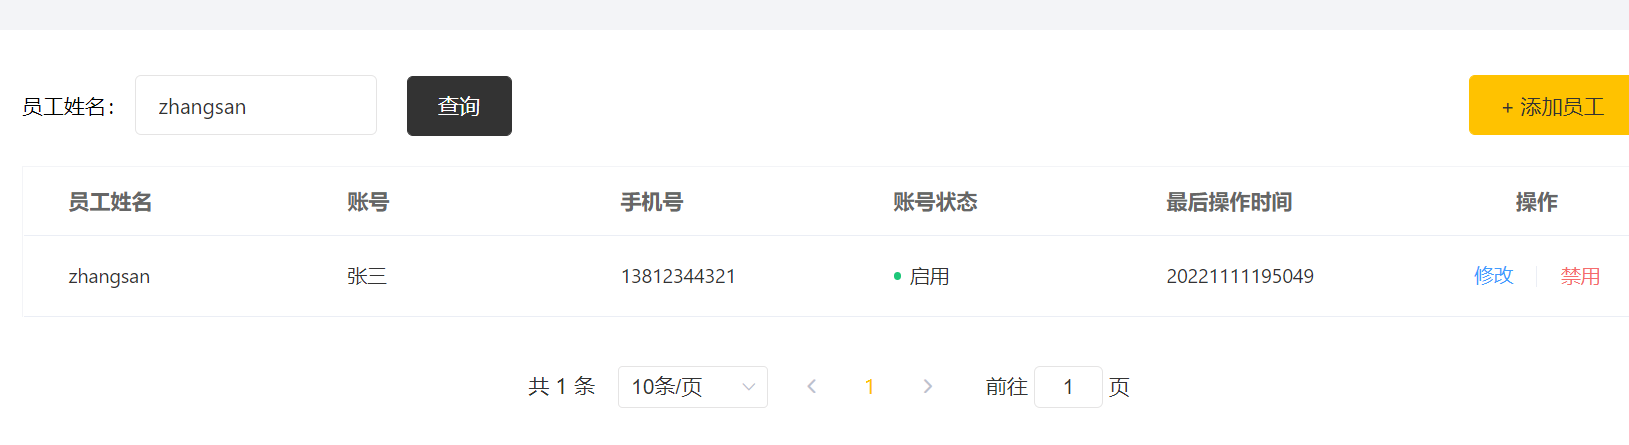 员工姓名： zhangsan 查询 + 添加员工
员工姓名 账号 手机号 账号状态 最后操作时间 操作
zhangsan 张三 13812344321 启用 20221111195049 修改 禁用
共 1 条 10条/页 1 前往 1 页